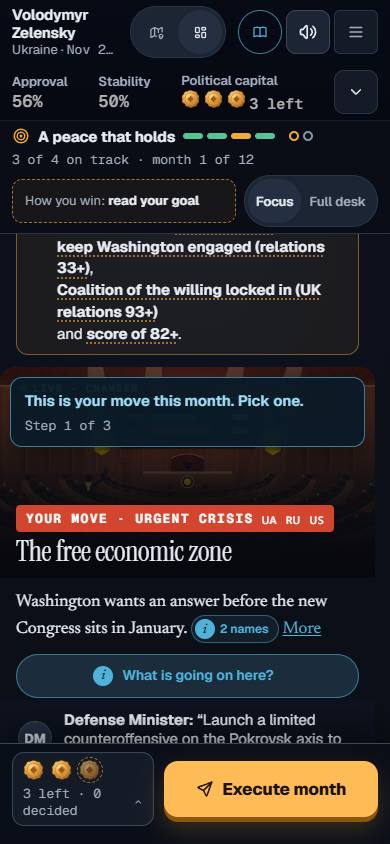 Volodymyr
Zelensky
Ukraine · Nov 2…
Approval
56%
Stability
50%
Political capital
3 left
A peace that holds
3 of 4 on track · month 1 of 12
How you win: read your goal
Focus
Full desk
keep Washington engaged (relations
33+),
Coalition of the willing locked in (UK
relations 93+)
and score of 82+.
This is your move this month. Pick one.
Step 1 of 3
YOUR MOVE · URGENT CRISIS UA RU US
The free economic zone
Washington wants an answer before the new
Congress sits in January. i 2 names More
i What is going on here?
DM
Defense Minister: “Launch a limited
counteroffensive on the Pokrovsk axis to
3 left · 0
decided
Execute month